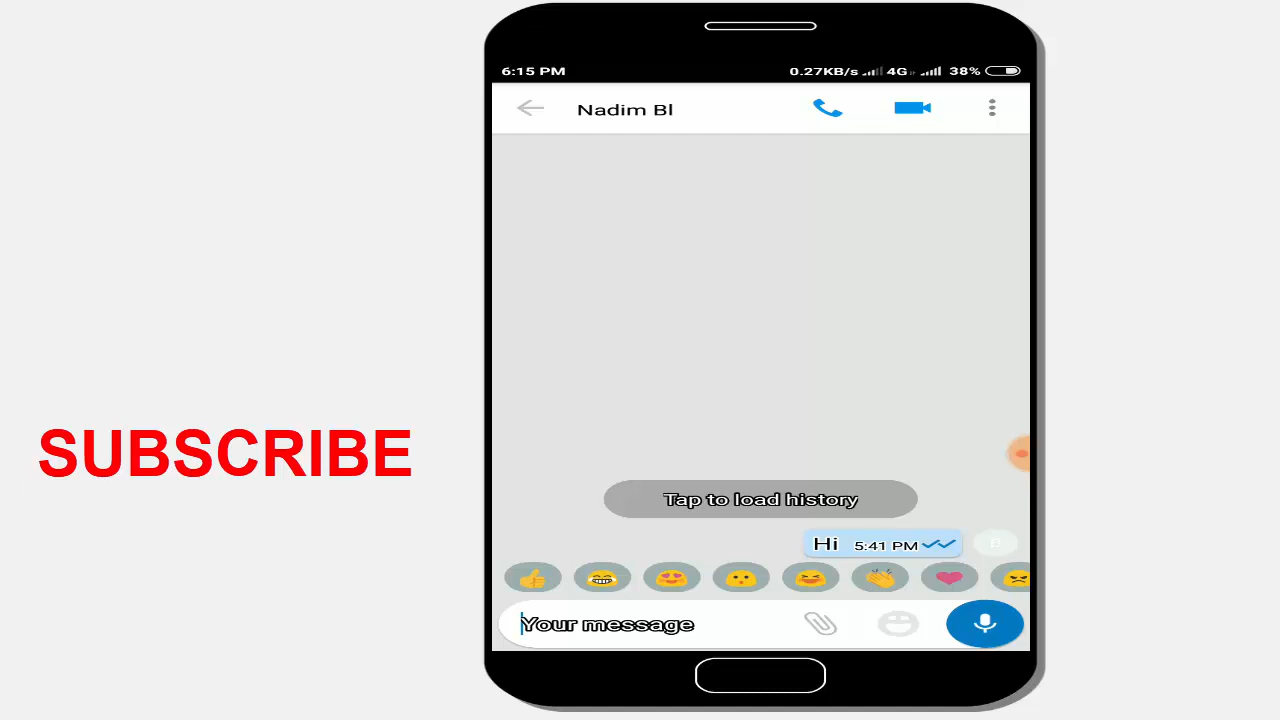 6:15 PM 0.27KB/s 4G 38%
Nadim Bl
SUBSCRIBE
Tap to load history
Hi 5:41 PM
Your message